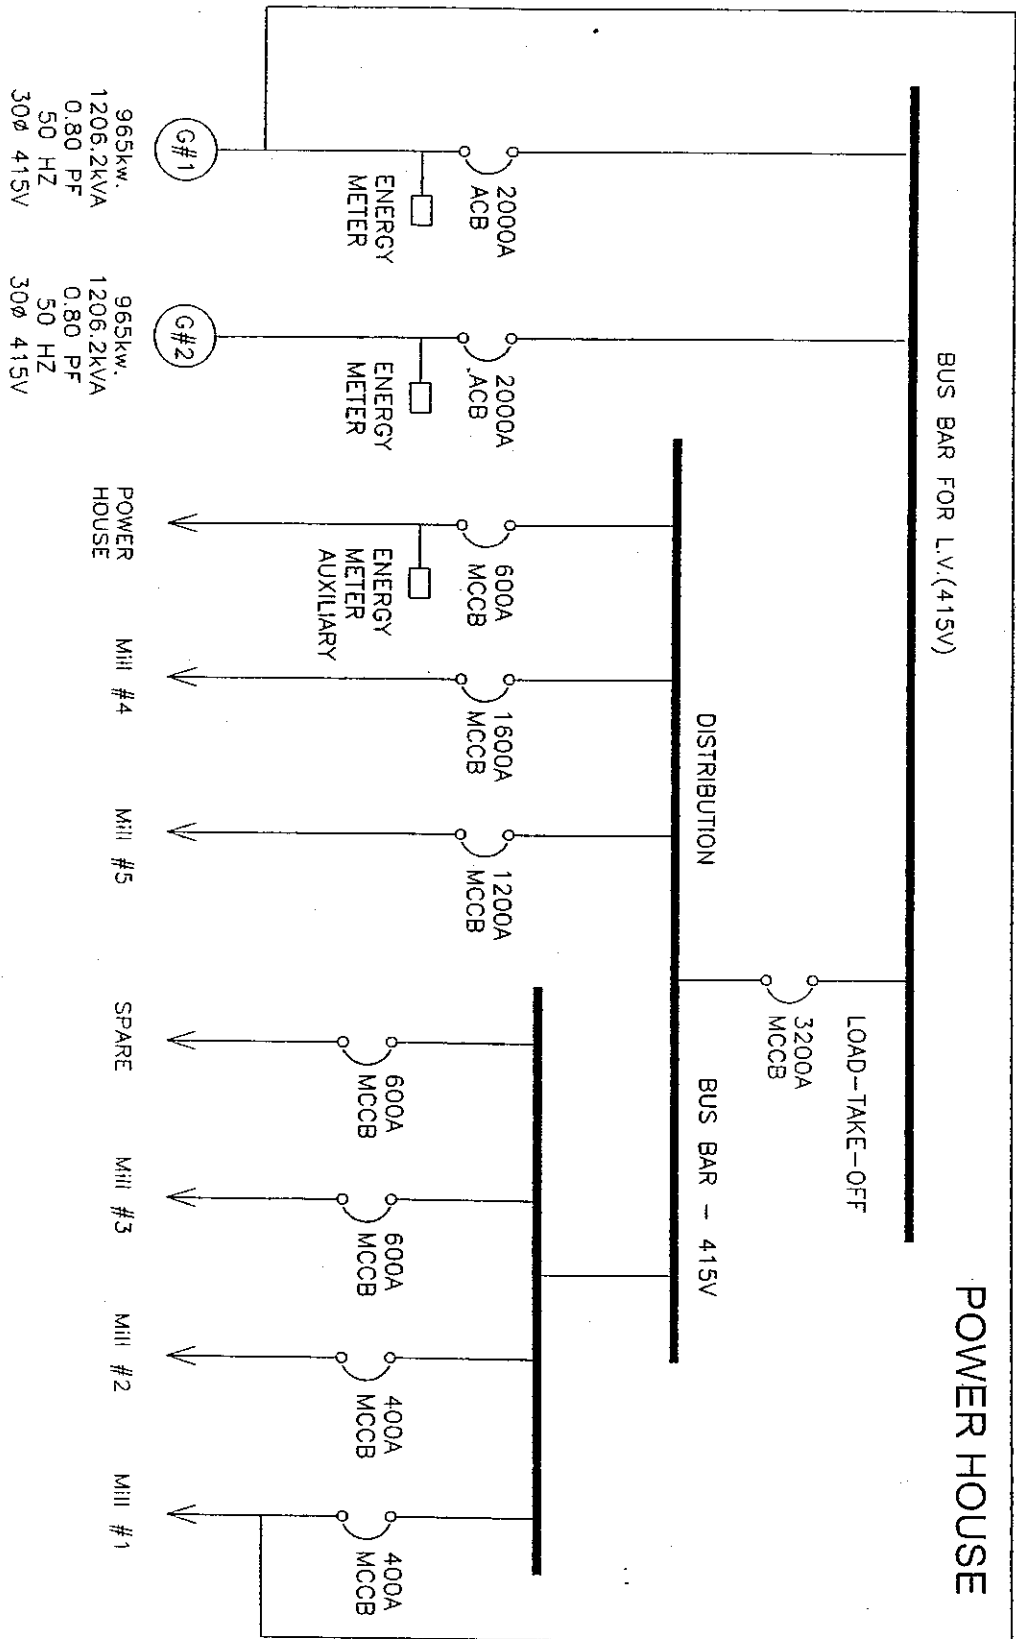 POWER HOUSE
BUS BAR FOR L.V.(415V)
LOAD-TAKE-OFF
3200A
MCCB
DISTRIBUTION
BUS BAR - 415V
2000A
ACB
ENERGY
METER
G#1
965kw.
1206.2kVA
0.80 PF
50 HZ
30ø 415V
2000A
ACB
ENERGY
METER
G#2
965kw.
1206.2kVA
0.80 PF
50 HZ
30ø 415V
600A
MCCB
ENERGY
METER
AUXILIARY
POWER
HOUSE
1600A
MCCB
Mill #4
1200A
MCCB
Mill #5
600A
MCCB
SPARE
600A
MCCB
Mill #3
400A
MCCB
Mill #2
400A
MCCB
Mill #1